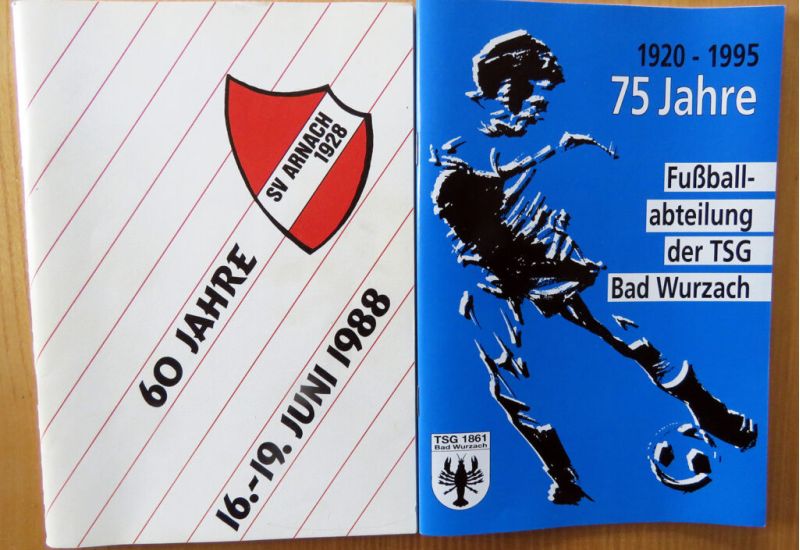 SV ARNACH
1928
60 JAHRE
16.-19. JUNI 1988
1920 - 1995
75 Jahre
Fußball-
abteilung
der TSG
Bad Wurzach
TSG 1861
Bad Wurzach